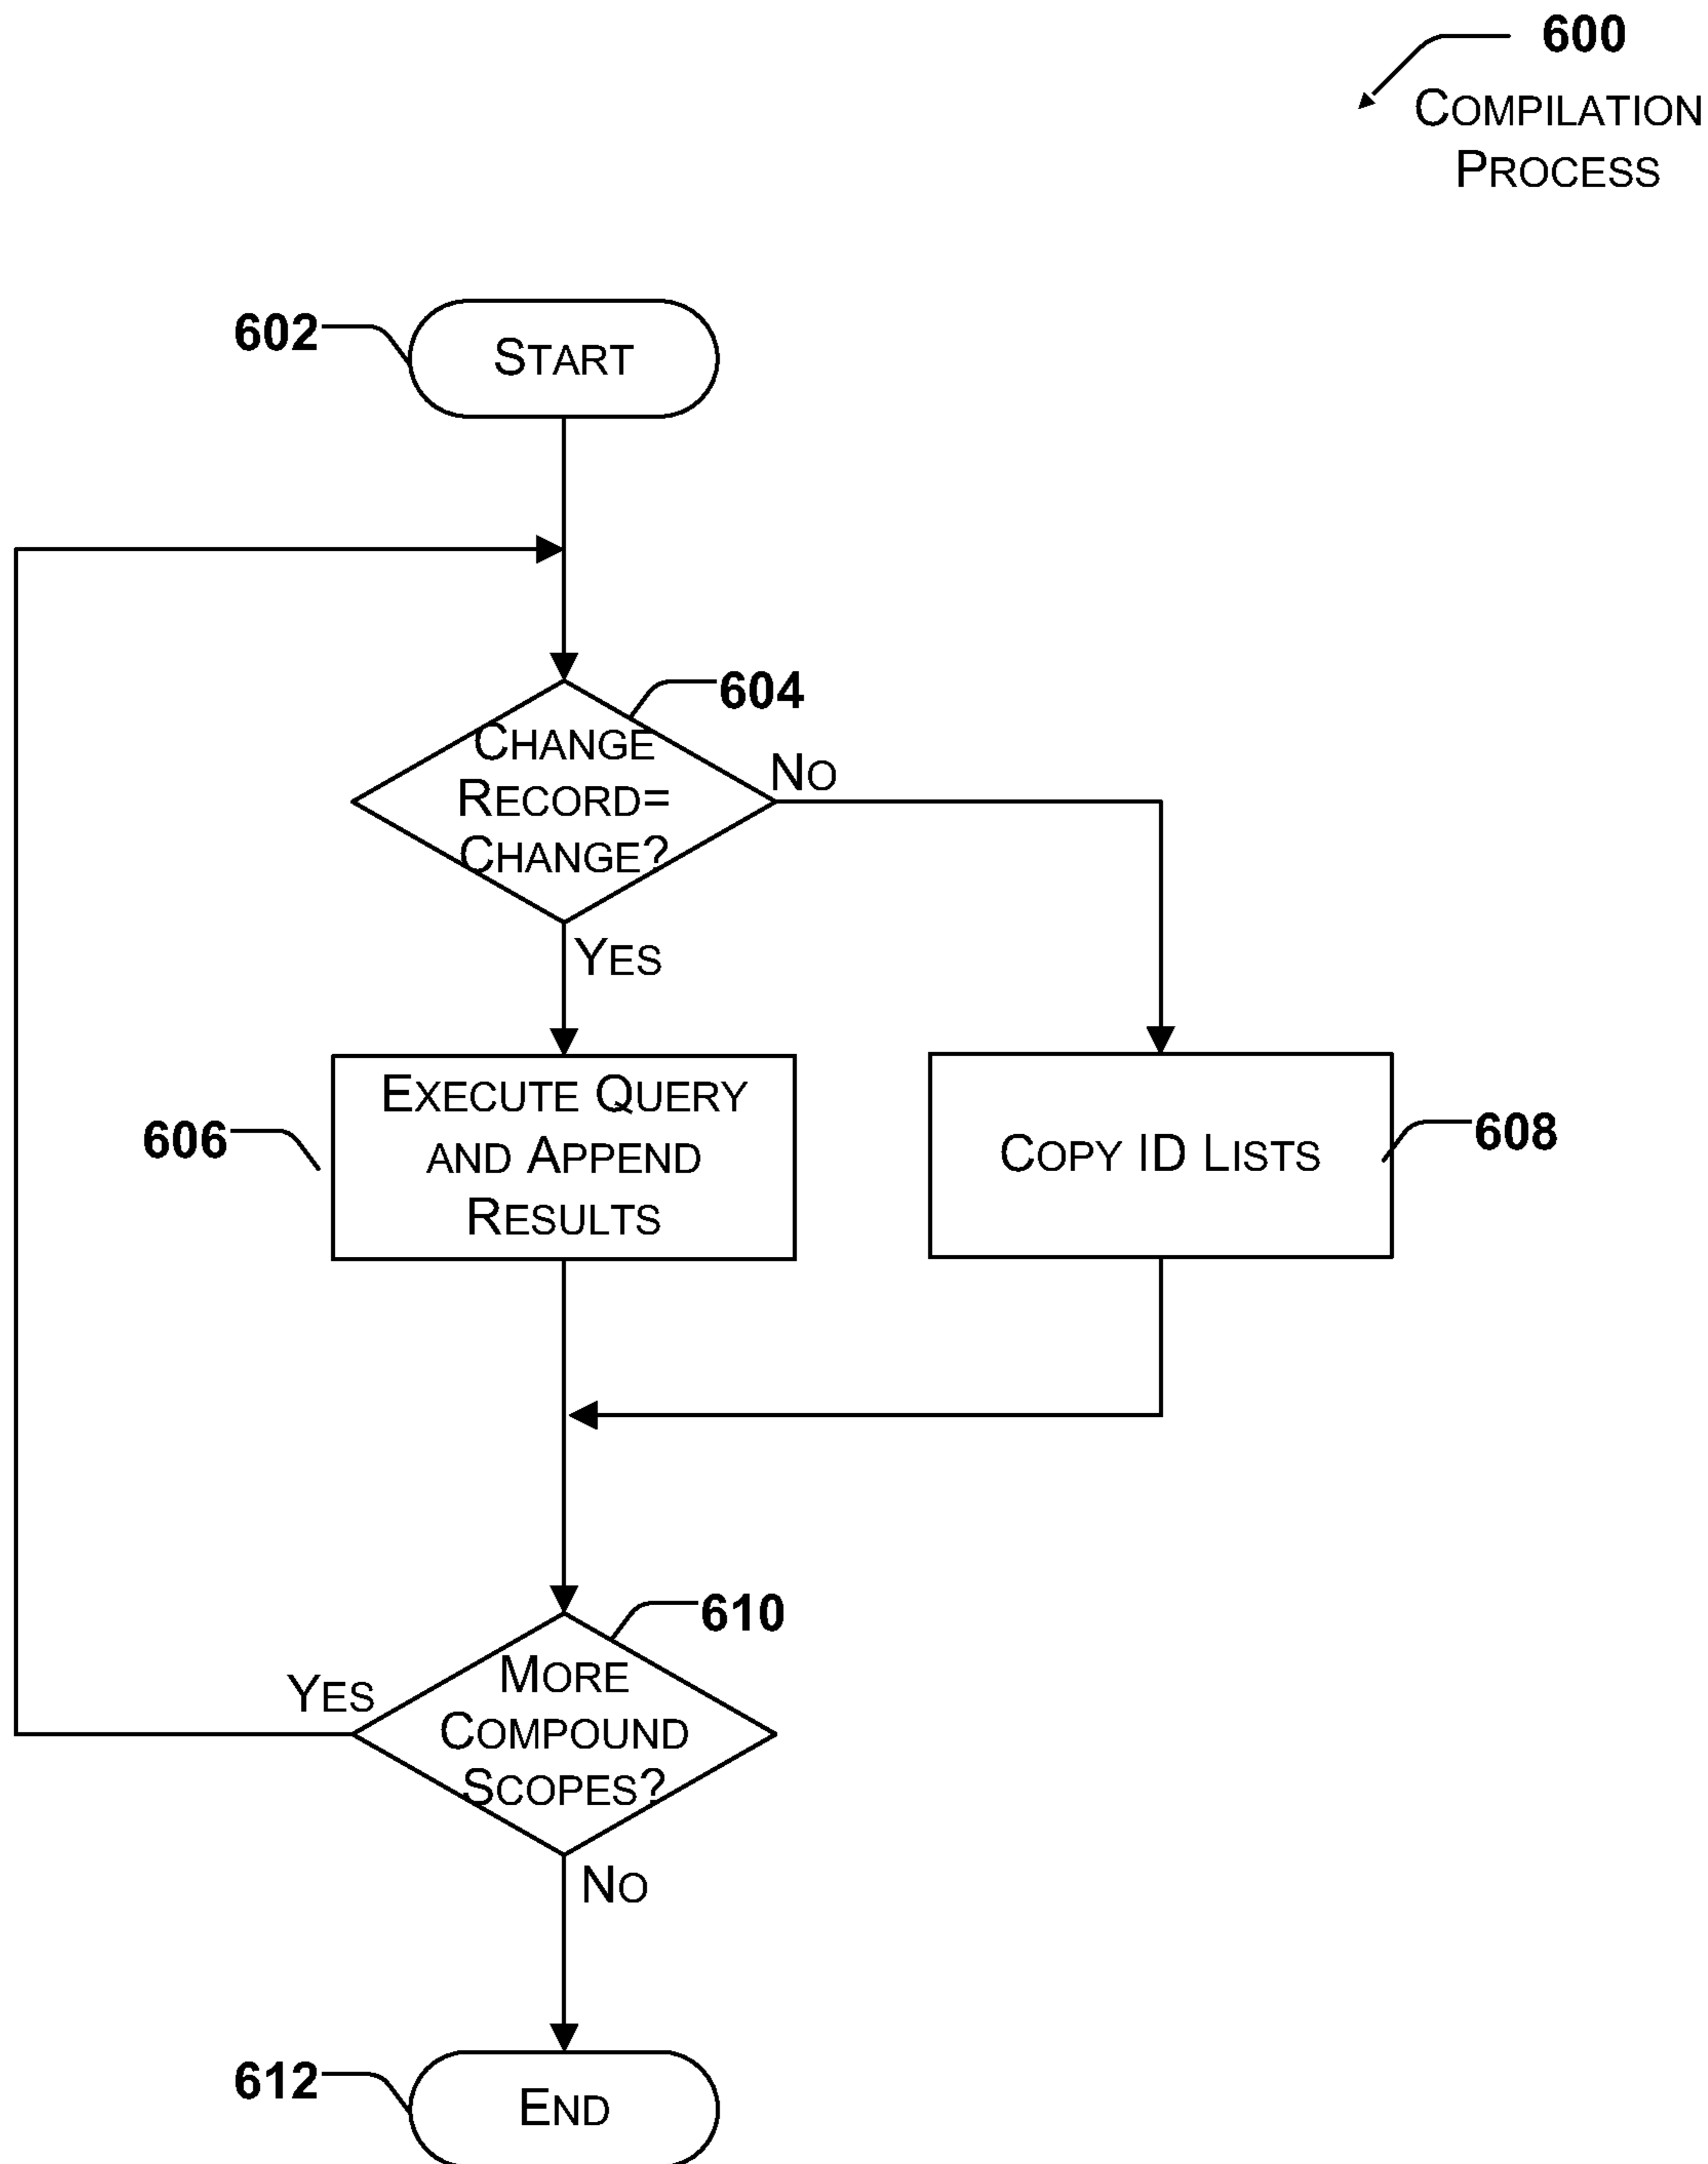 600
COMPILATION
PROCESS
602
START
604
CHANGE
RECORD=
CHANGE?
NO
YES
606
EXECUTE QUERY
AND APPEND
RESULTS
COPY ID LISTS
608
610
MORE
COMPOUND
SCOPES?
YES
NO
612
END